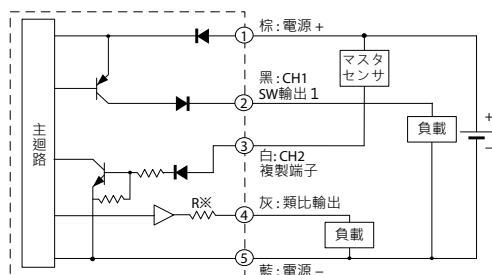 ① 棕:電源 +
マスタ
センサ
黑:CH1
② SW輸出 1
負載
+
−
主迴路
③ 白:CH2
複製端子
R※
④ 灰:類比輸出
負載
⑤ 藍:電源 −